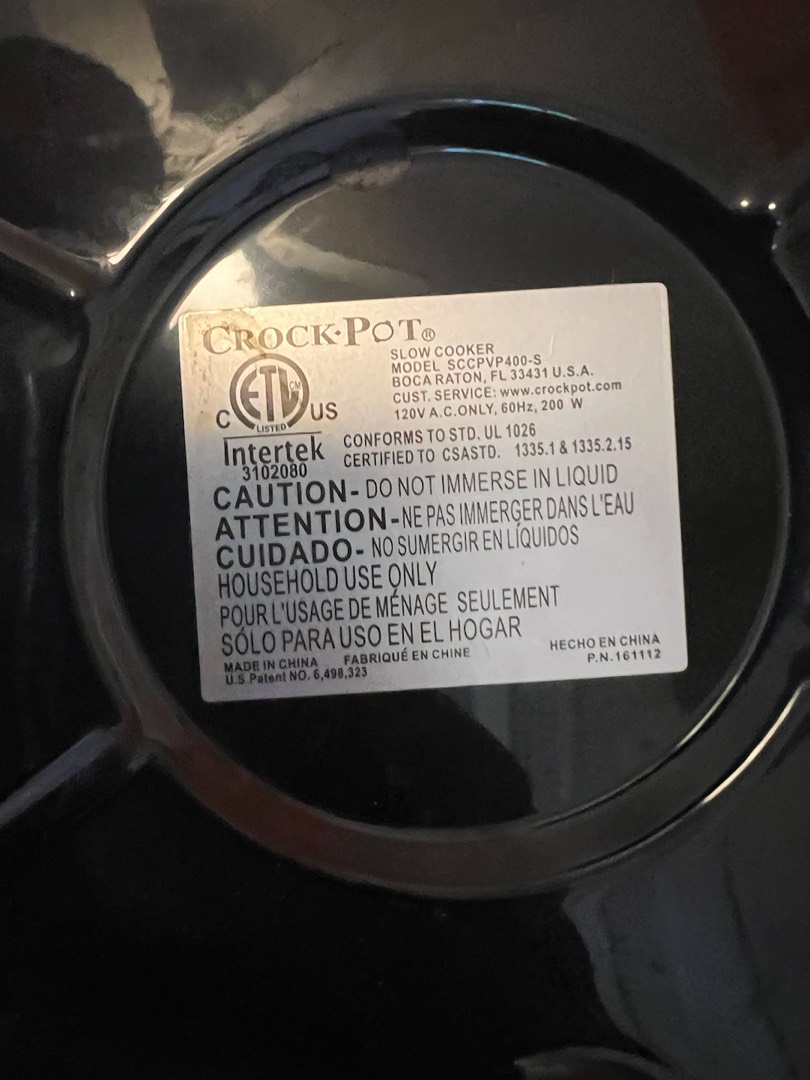 CROCK·POT®
SLOW COOKER
MODEL SCCPVP400-S
BOCA RATON, FL 33431 U.S.A.
CUST. SERVICE: www.crockpot.com
120V A.C.ONLY, 60Hz, 200 W
C ETL CM US
LISTED
Intertek
3102080
CONFORMS TO STD. UL 1026
CERTIFIED TO CSASTD. 1335.1 & 1335.2.15
CAUTION- DO NOT IMMERSE IN LIQUID
ATTENTION-NE PAS IMMERGER DANS L'EAU
CUIDADO- NO SUMERGIR EN LÍQUIDOS
HOUSEHOLD USE ONLY
POUR L'USAGE DE MÉNAGE SEULEMENT
SÓLO PARA USO EN EL HOGAR
MADE IN CHINA FABRIQUÉ EN CHINE HECHO EN CHINA
U.S.Patent NO. 6,498,323 P.N.161112